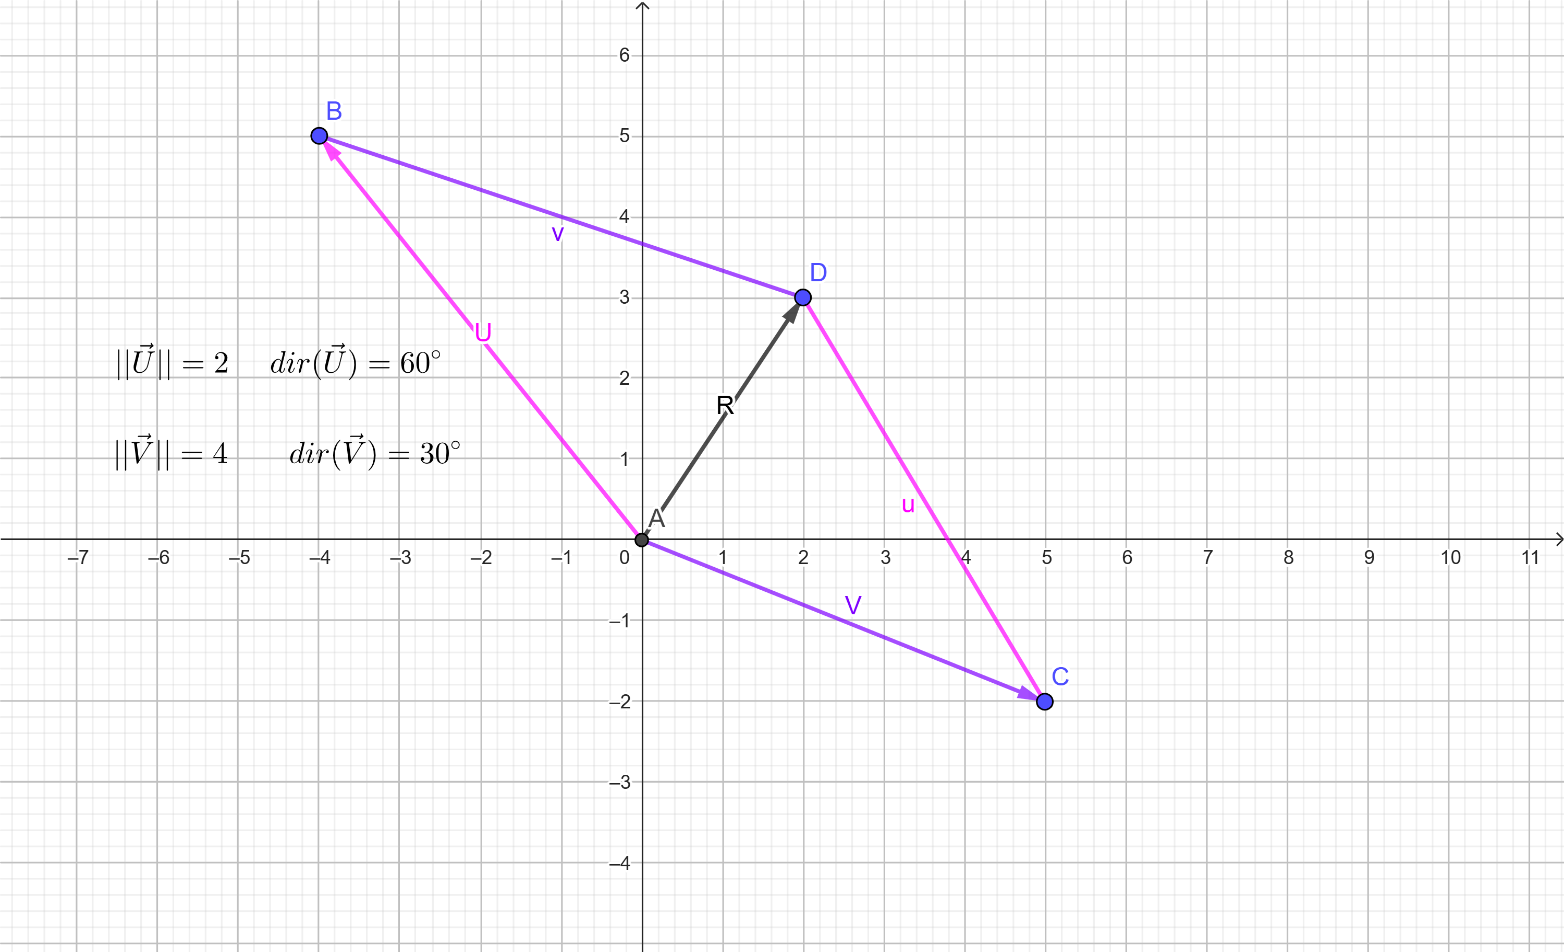 6
B
5
4
v
D
3
U
||U⃗|| = 2 dir(U⃗) = 60°
2
R
||V⃗|| = 4 dir(V⃗) = 30°
1
u
A
–7 –6 –5 –4 –3 –2 –1 0 1 2 3 4 5 6 7 8 9 10 11
V
–1
C
–2
–3
–4